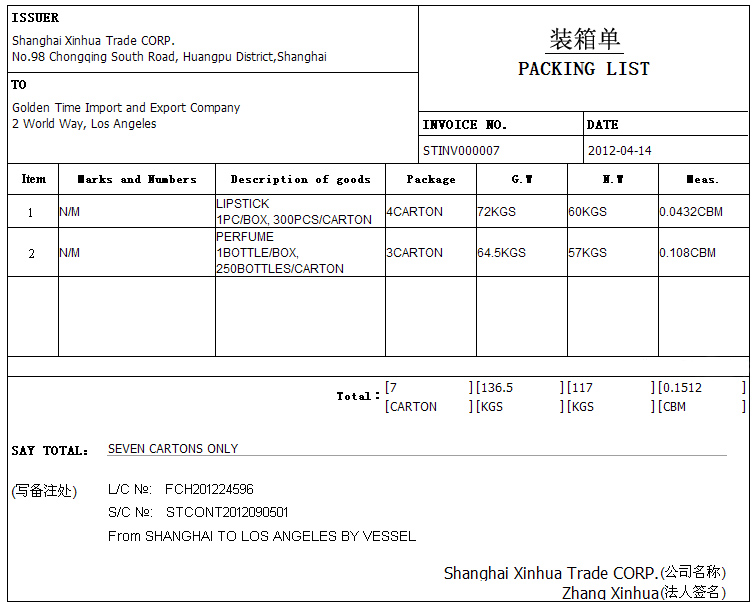 ISSUER
Shanghai Xinhua Trade CORP.
No.98 Chongqing South Road, Huangpu District,Shanghai
装箱单
PACKING LIST
TO
Golden Time Import and Export Company
2 World Way, Los Angeles
INVOICE NO. DATE
STINV000007 2012-04-14
Item Marks and Numbers Description of goods Package G.W N.W Meas.
1 N/M LIPSTICK
1PC/BOX, 300PCS/CARTON 4CARTON 72KGS 60KGS 0.0432CBM
2 N/M PERFUME
1BOTTLE/BOX, 3CARTON 64.5KGS 57KGS 0.108CBM
250BOTTLES/CARTON
Total: [7 ][136.5 ][117 ][0.1512 ]
[CARTON ][KGS ][KGS ][CBM ]
SAY TOTAL: SEVEN CARTONS ONLY
(写备注处) L/C №: FCH201224596
S/C №: STCONT2012090501
From SHANGHAI TO LOS ANGELES BY VESSEL
Shanghai Xinhua Trade CORP.(公司名称)
Zhang Xinhua(法人签名)